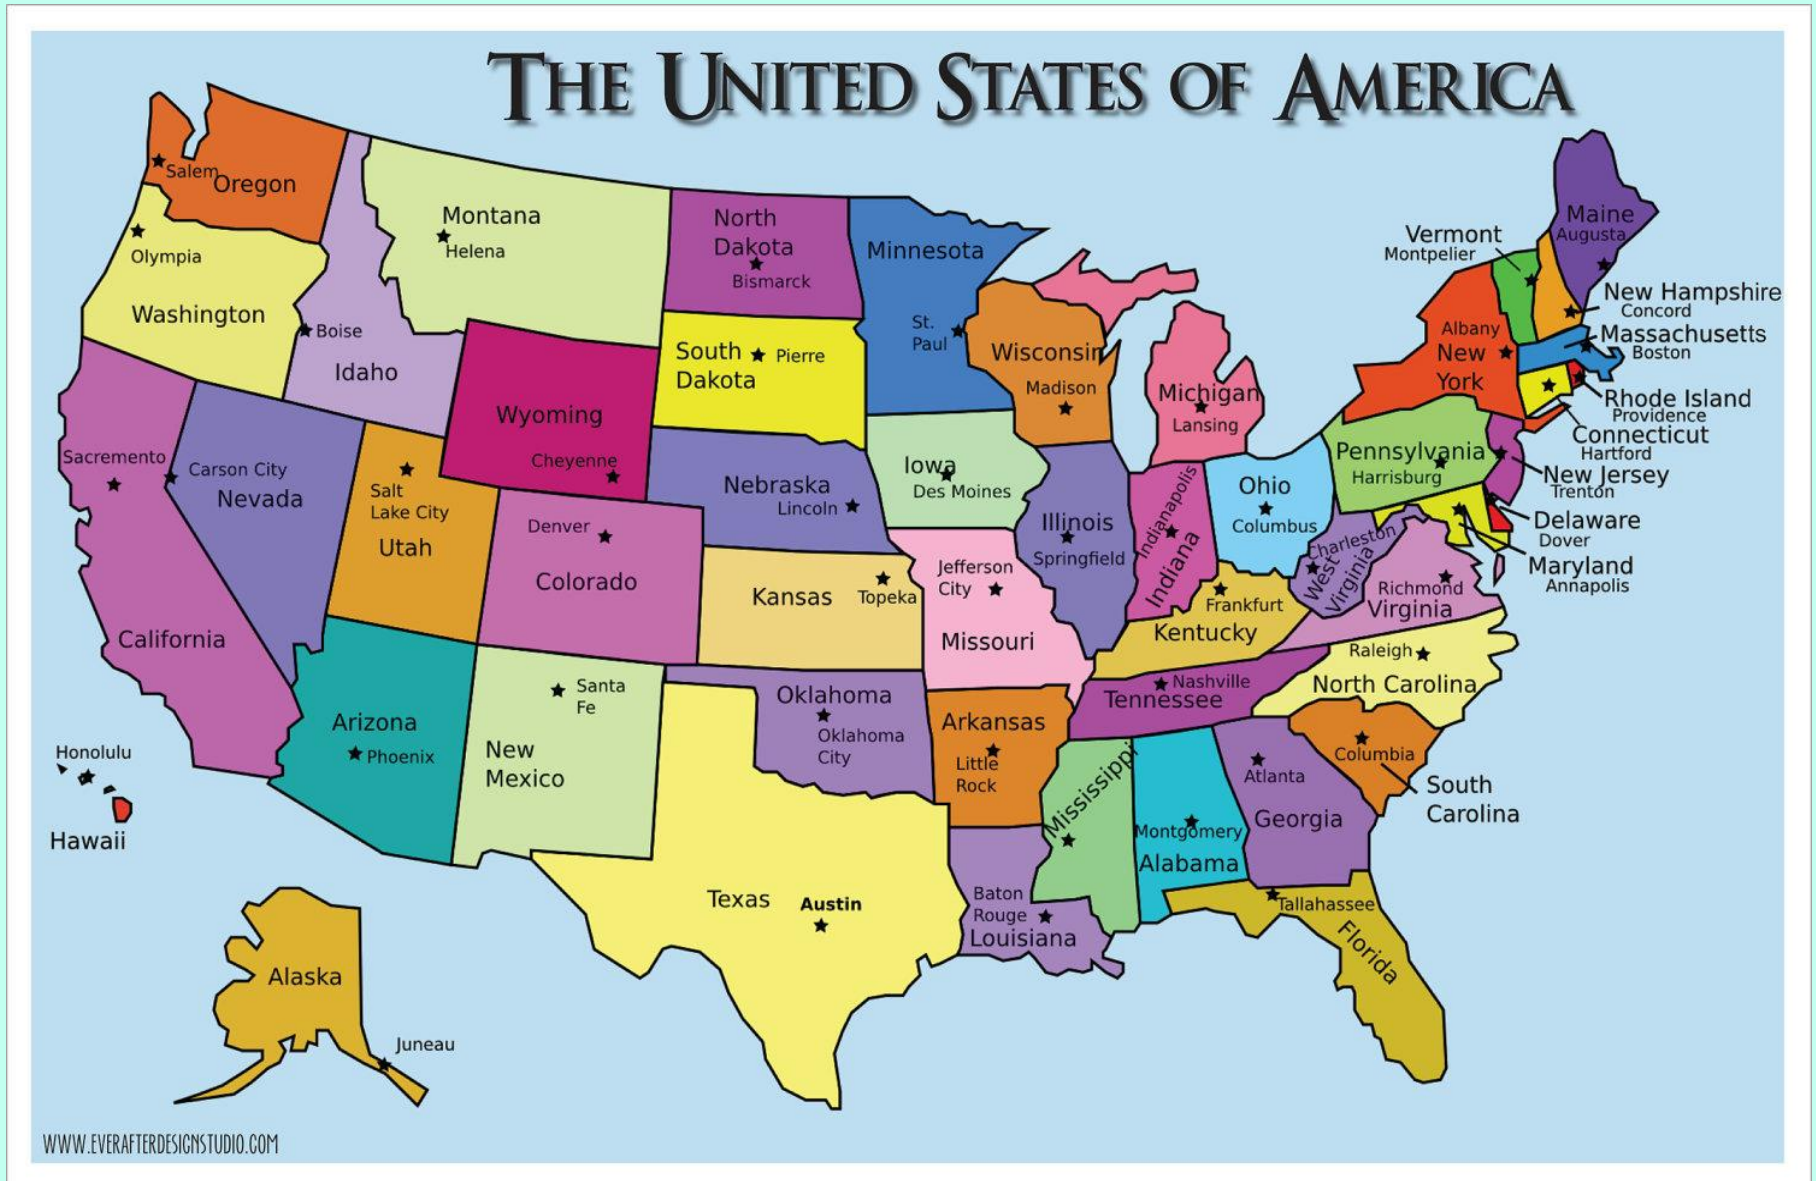 THE UNITED STATES OF AMERICA
Salem
Oregon
Olympia
Washington
Boise
Idaho
Montana
Helena
North
Dakota
Bismarck
Minnesota
St.
Paul
South
Dakota
Pierre
Wyoming
Cheyenne
Wisconsin
Madison
Michigan
Lansing
Vermont
Montpelier
Maine
Augusta
New Hampshire
Concord
Massachusetts
Boston
Albany
New
York
Rhode Island
Providence
Connecticut
Hartford
Pennsylvania
Harrisburg
New Jersey
Trenton
Delaware
Dover
Maryland
Annapolis
Sacremento
California
Carson City
Nevada
Salt
Lake City
Utah
Denver
Colorado
Nebraska
Lincoln
Iowa
Des Moines
Kansas
Topeka
Jefferson
City
Missouri
Illinois
Springfield
Indianapolis
Indiana
Ohio
Columbus
Charleston
West
Virginia
Richmond
Virginia
Frankfurt
Kentucky
Nashville
Tennessee
Raleigh
North Carolina
Columbia
South
Carolina
Arizona
Phoenix
Santa
Fe
New
Mexico
Oklahoma
Oklahoma
City
Arkansas
Little
Rock
Mississippi
Montgomery
Alabama
Atlanta
Georgia
Texas
Austin
Baton
Rouge
Louisiana
Tallahassee
Florida
Honolulu
Hawaii
Alaska
Juneau
WWW.EVERAFTERDESIGNSTUDIO.COM